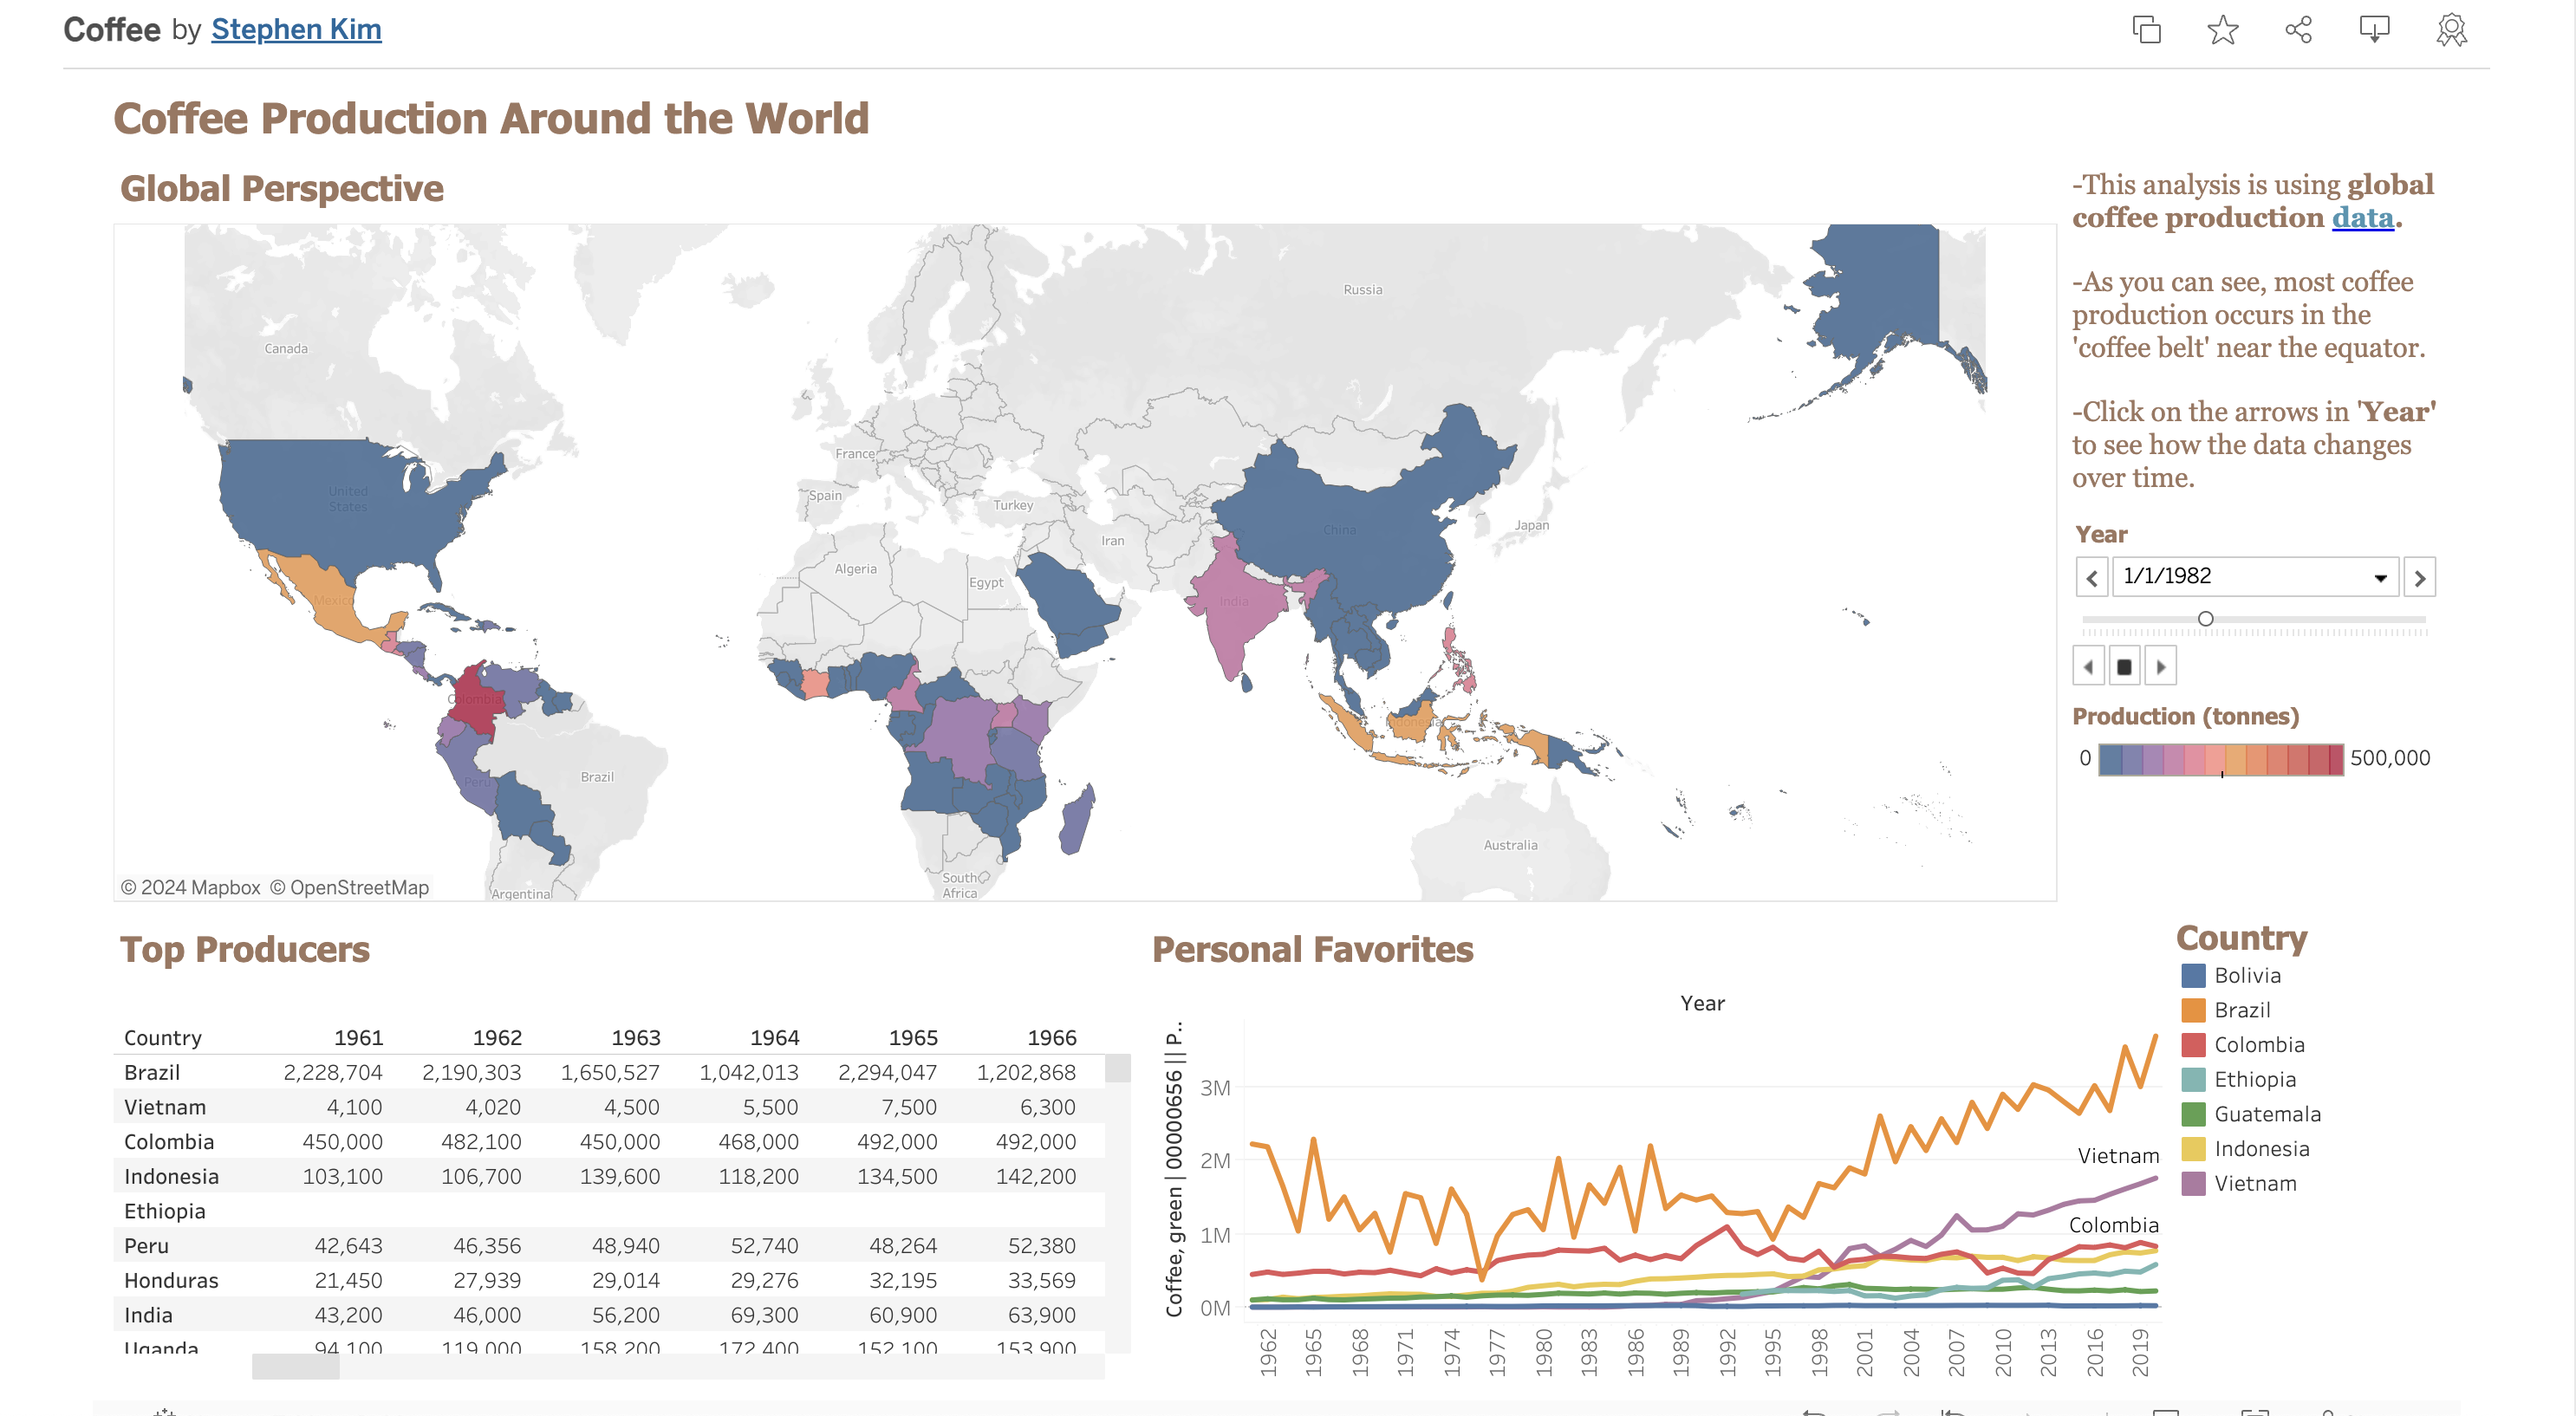 Coffee by Stephen Kim
Coffee Production Around the World
Global Perspective
Canada
Russia
United
States
Mexico
Colombia
Peru
Brazil
Argentina
France
Spain
Turkey
Algeria
Egypt
Iran
India
China
Japan
Indonesia
Australia
South
Africa
© 2024 Mapbox © OpenStreetMap
-This analysis is using global
coffee production data.
-As you can see, most coffee
production occurs in the
'coffee belt' near the equator.
-Click on the arrows in 'Year'
to see how the data changes
over time.
Year
1/1/1982
Production (tonnes)
0 500,000
Top Producers
Country 1961 1962 1963 1964 1965 1966
Brazil 2,228,704 2,190,303 1,650,527 1,042,013 2,294,047 1,202,868
Vietnam 4,100 4,020 4,500 5,500 7,500 6,300
Colombia 450,000 482,100 450,000 468,000 492,000 492,000
Indonesia 103,100 106,700 139,600 118,200 134,500 142,200
Ethiopia
Peru 42,643 46,356 48,940 52,740 48,264 52,380
Honduras 21,450 27,939 29,014 29,276 32,195 33,569
India 43,200 46,000 56,200 69,300 60,900 63,900
Uganda 94,100 119,000 158,200 172,400 152,100 153,900
Personal Favorites
Year
Coffee, green | 00000656 || P..
3M
2M
1M
0M
Vietnam
Colombia
1962 1965 1968 1971 1974 1977 1980 1983 1986 1989 1992 1995 1998 2001 2004 2007 2010 2013 2016 2019
Country
Bolivia
Brazil
Colombia
Ethiopia
Guatemala
Indonesia
Vietnam